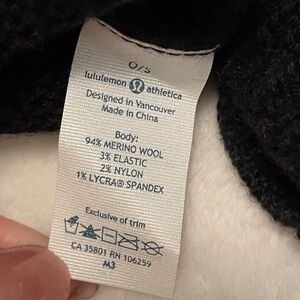 O/S
lululemon athletica
Designed in Vancouver
Made in China
Body:
94% MERINO WOOL
3% ELASTIC
2% NYLON
1% LYCRA® SPANDEX
Exclusive of trim
CA 35801 RN 106259
M3